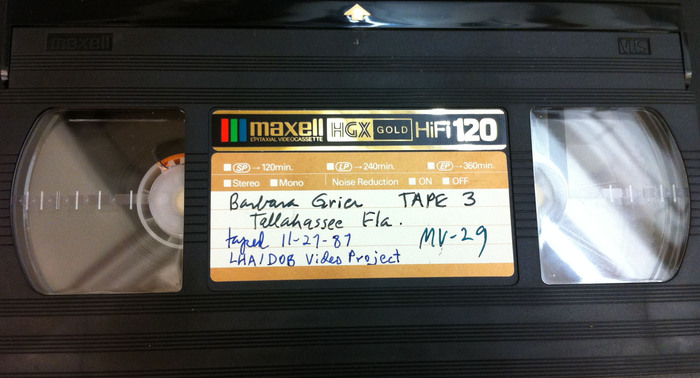 maxell
VHS
maxell HGX GOLD HiFi 120
EPITAXIAL VIDEOCASSETTE
SP → 120min. LP → 240min. EP → 360min.
Stereo Mono Noise Reduction ON OFF
Barbara Grier TAPE 3
Tallahassee Fla.
taped 11-27-87 MV-29
LHA/DOB Video Project